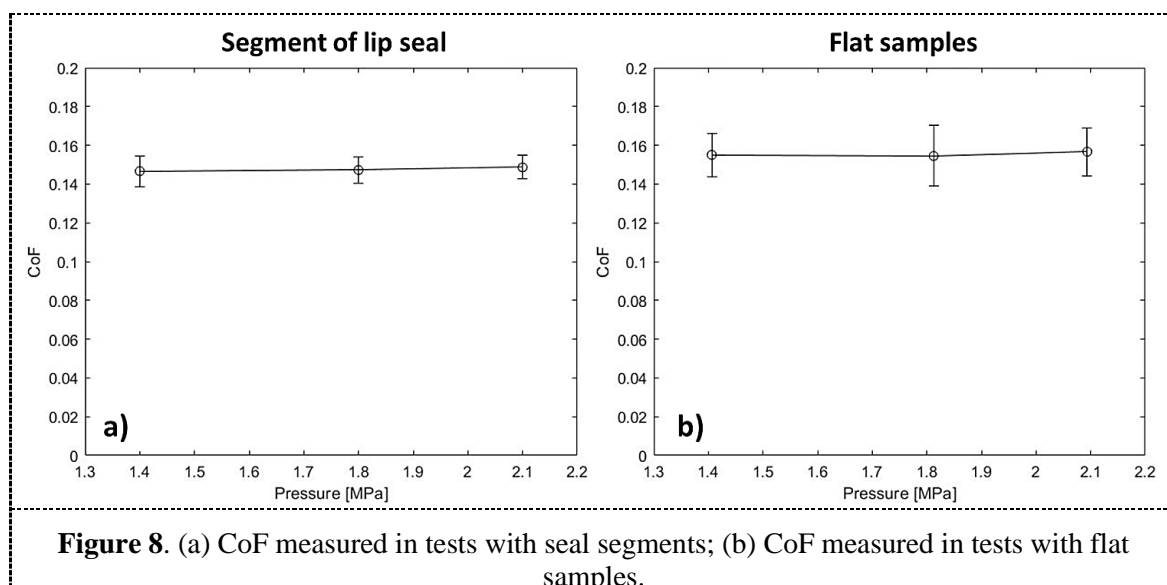 Segment of lip seal
0.2
0.18
0.16
0.14
0.12
0.1
0.08
0.06
0.04
0.02
0
CoF
a)
1.3 1.4 1.5 1.6 1.7 1.8 1.9 2 2.1 2.2
Pressure [MPa]
Flat samples
0.2
0.18
0.16
0.14
0.12
0.1
0.08
0.06
0.04
0.02
0
CoF
b)
1.3 1.4 1.5 1.6 1.7 1.8 1.9 2 2.1 2.2
Pressure [MPa]
Figure 8. (a) CoF measured in tests with seal segments; (b) CoF measured in tests with flat
samples.